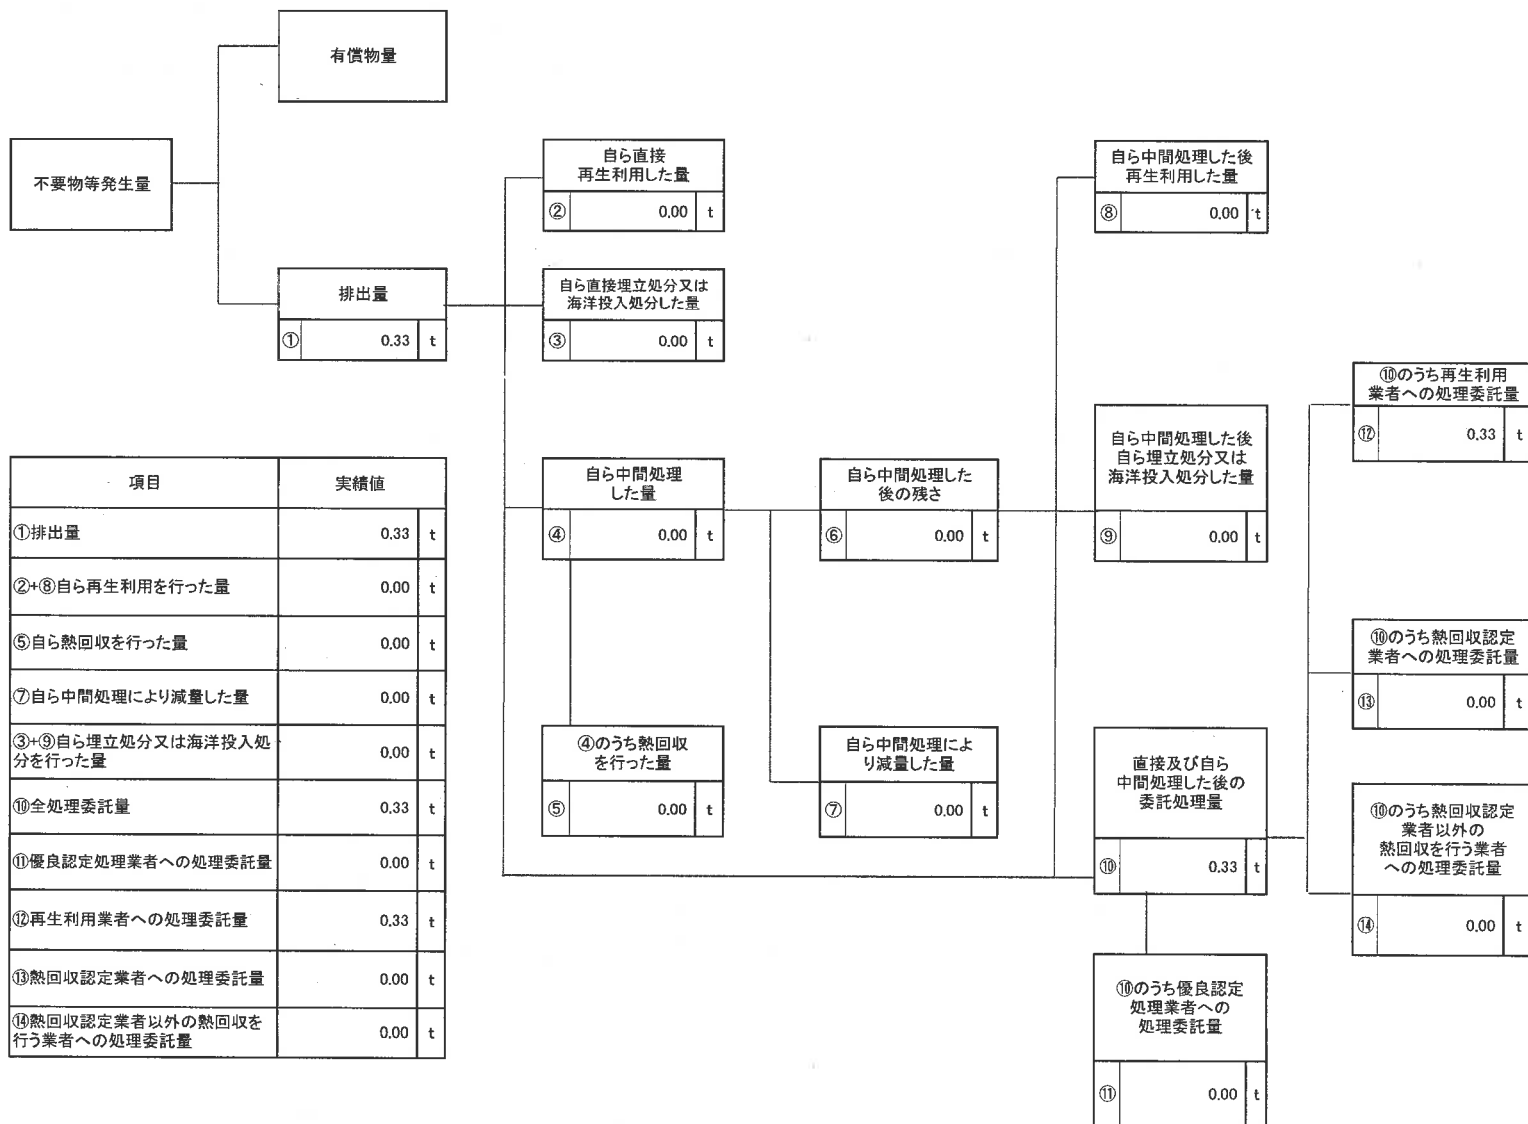 有償物量
不要物等発生量
排出量
① 0.33 t
自ら直接
再生利用した量
② 0.00 t
自ら直接埋立処分又は
海洋投入処分した量
③ 0.00 t
自ら中間処理
した量
④ 0.00 t
④のうち熱回収
を行った量
⑤ 0.00 t
自ら中間処理した
後の残さ
⑥ 0.00 t
自ら中間処理によ
り減量した量
⑦ 0.00 t
自ら中間処理した後
再生利用した量
⑧ 0.00 t
自ら中間処理した後
自ら埋立処分又は
海洋投入処分した量
⑨ 0.00 t
直接及び自ら
中間処理した後の
委託処理量
⑩ 0.33 t
⑩のうち優良認定
処理業者への
処理委託量
⑪ 0.00 t
⑩のうち再生利用
業者への処理委託量
⑫ 0.33 t
⑩のうち熱回収認定
業者への処理委託量
⑬ 0.00 t
⑩のうち熱回収認定
業者以外の
熱回収を行う業者
への処理委託量
⑭ 0.00 t
項目 実績値
①排出量 0.33 t
②+⑧自ら再生利用を行った量 0.00 t
⑤自ら熱回収を行った量 0.00 t
⑦自ら中間処理により減量した量 0.00 t
③+⑨自ら埋立処分又は海洋投入処
分を行った量 0.00 t
⑩全処理委託量 0.33 t
⑪優良認定処理業者への処理委託量 0.00 t
⑫再生利用業者への処理委託量 0.33 t
⑬熱回収認定業者への処理委託量 0.00 t
⑭熱回収認定業者以外の熱回収を
行う業者への処理委託量 0.00 t